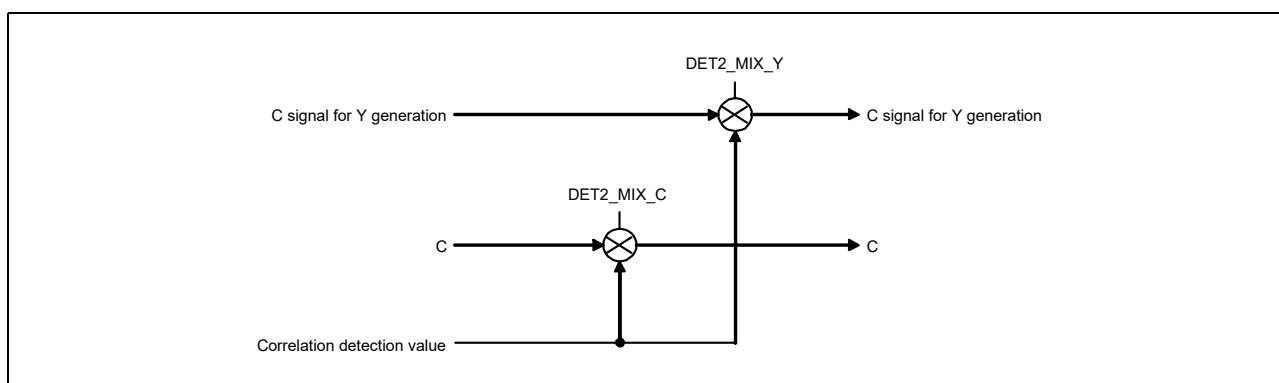 DET2_MIX_Y
C signal for Y generation
C signal for Y generation
DET2_MIX_C
C
C
Correlation detection value